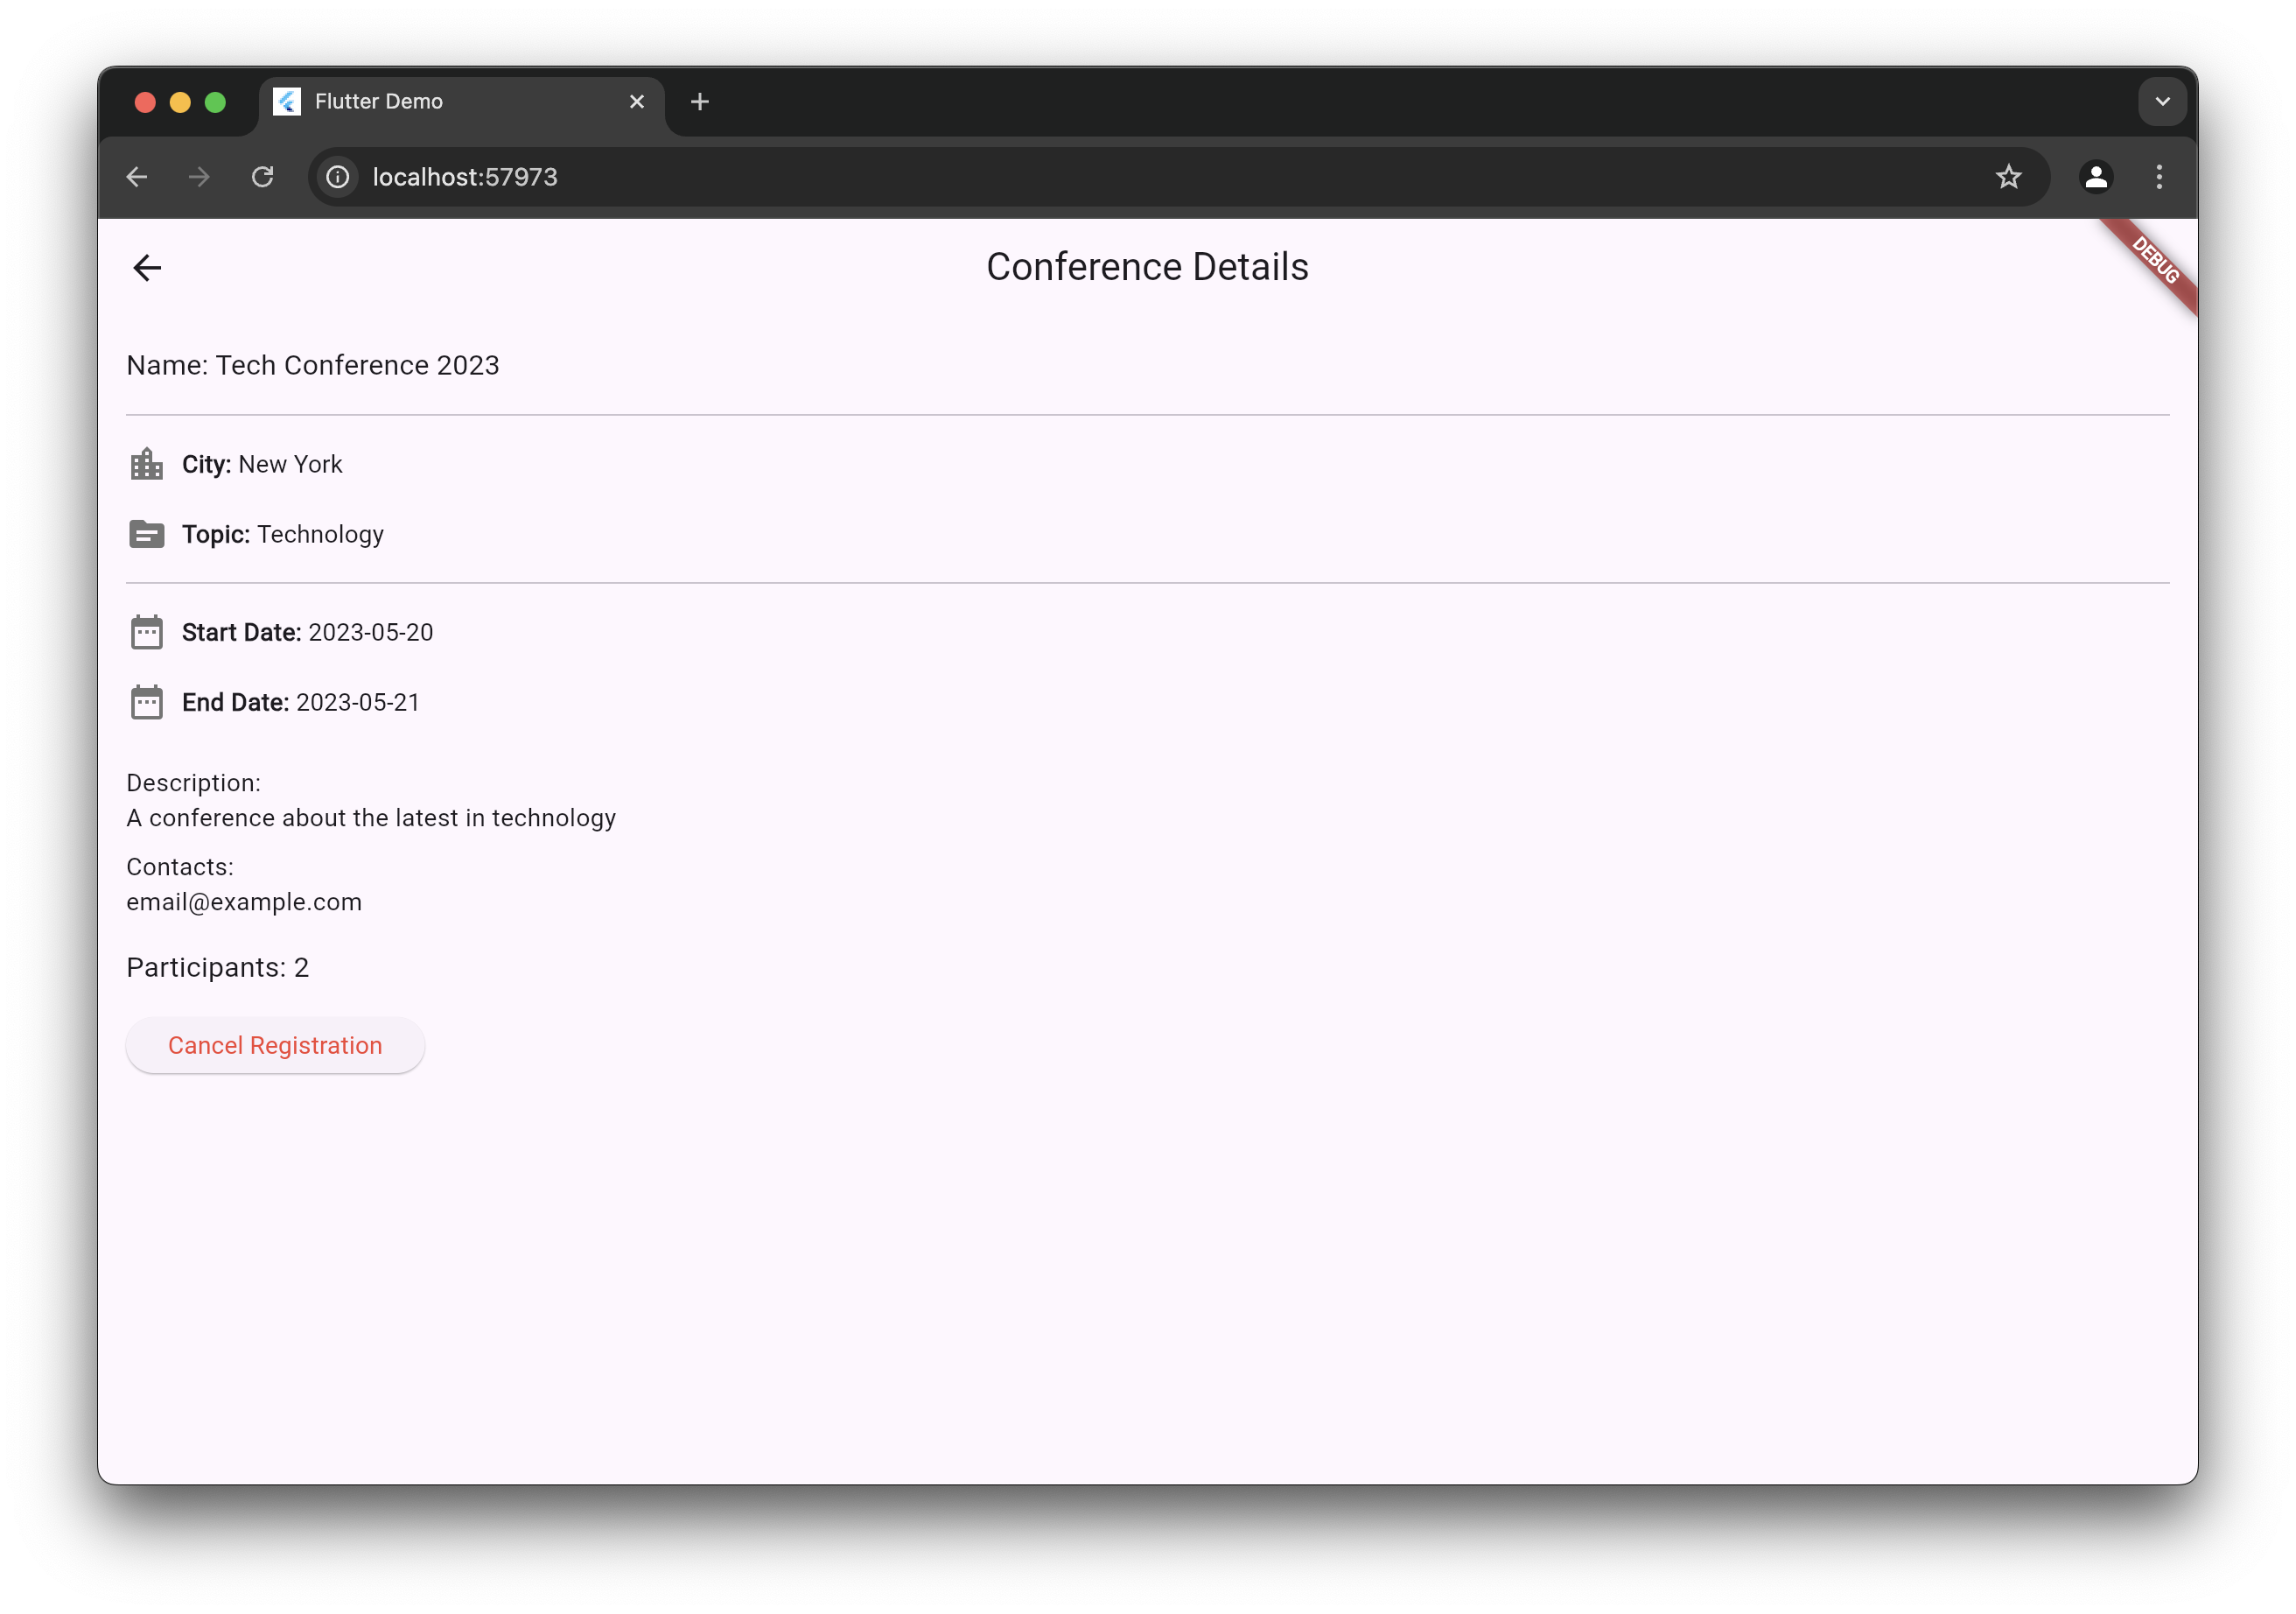 Flutter Demo
localhost:57973
Conference Details
DEBUG
Name: Tech Conference 2023
City: New York
Topic: Technology
Start Date: 2023-05-20
End Date: 2023-05-21
Description:
A conference about the latest in technology
Contacts:
email@example.com
Participants: 2
Cancel Registration